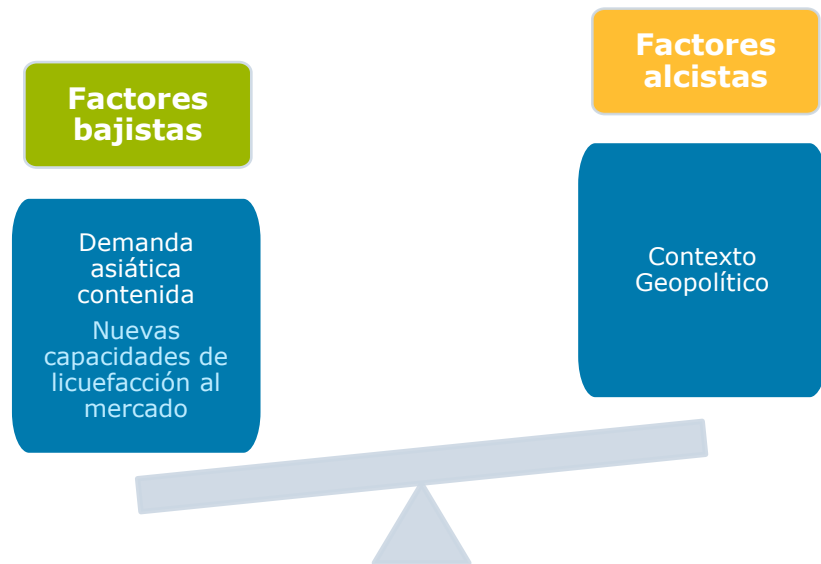 Factores
bajistas
Demanda
asiática
contenida
Nuevas
capacidades de
licuefacción al
mercado
Factores
alcistas
Contexto
Geopolítico